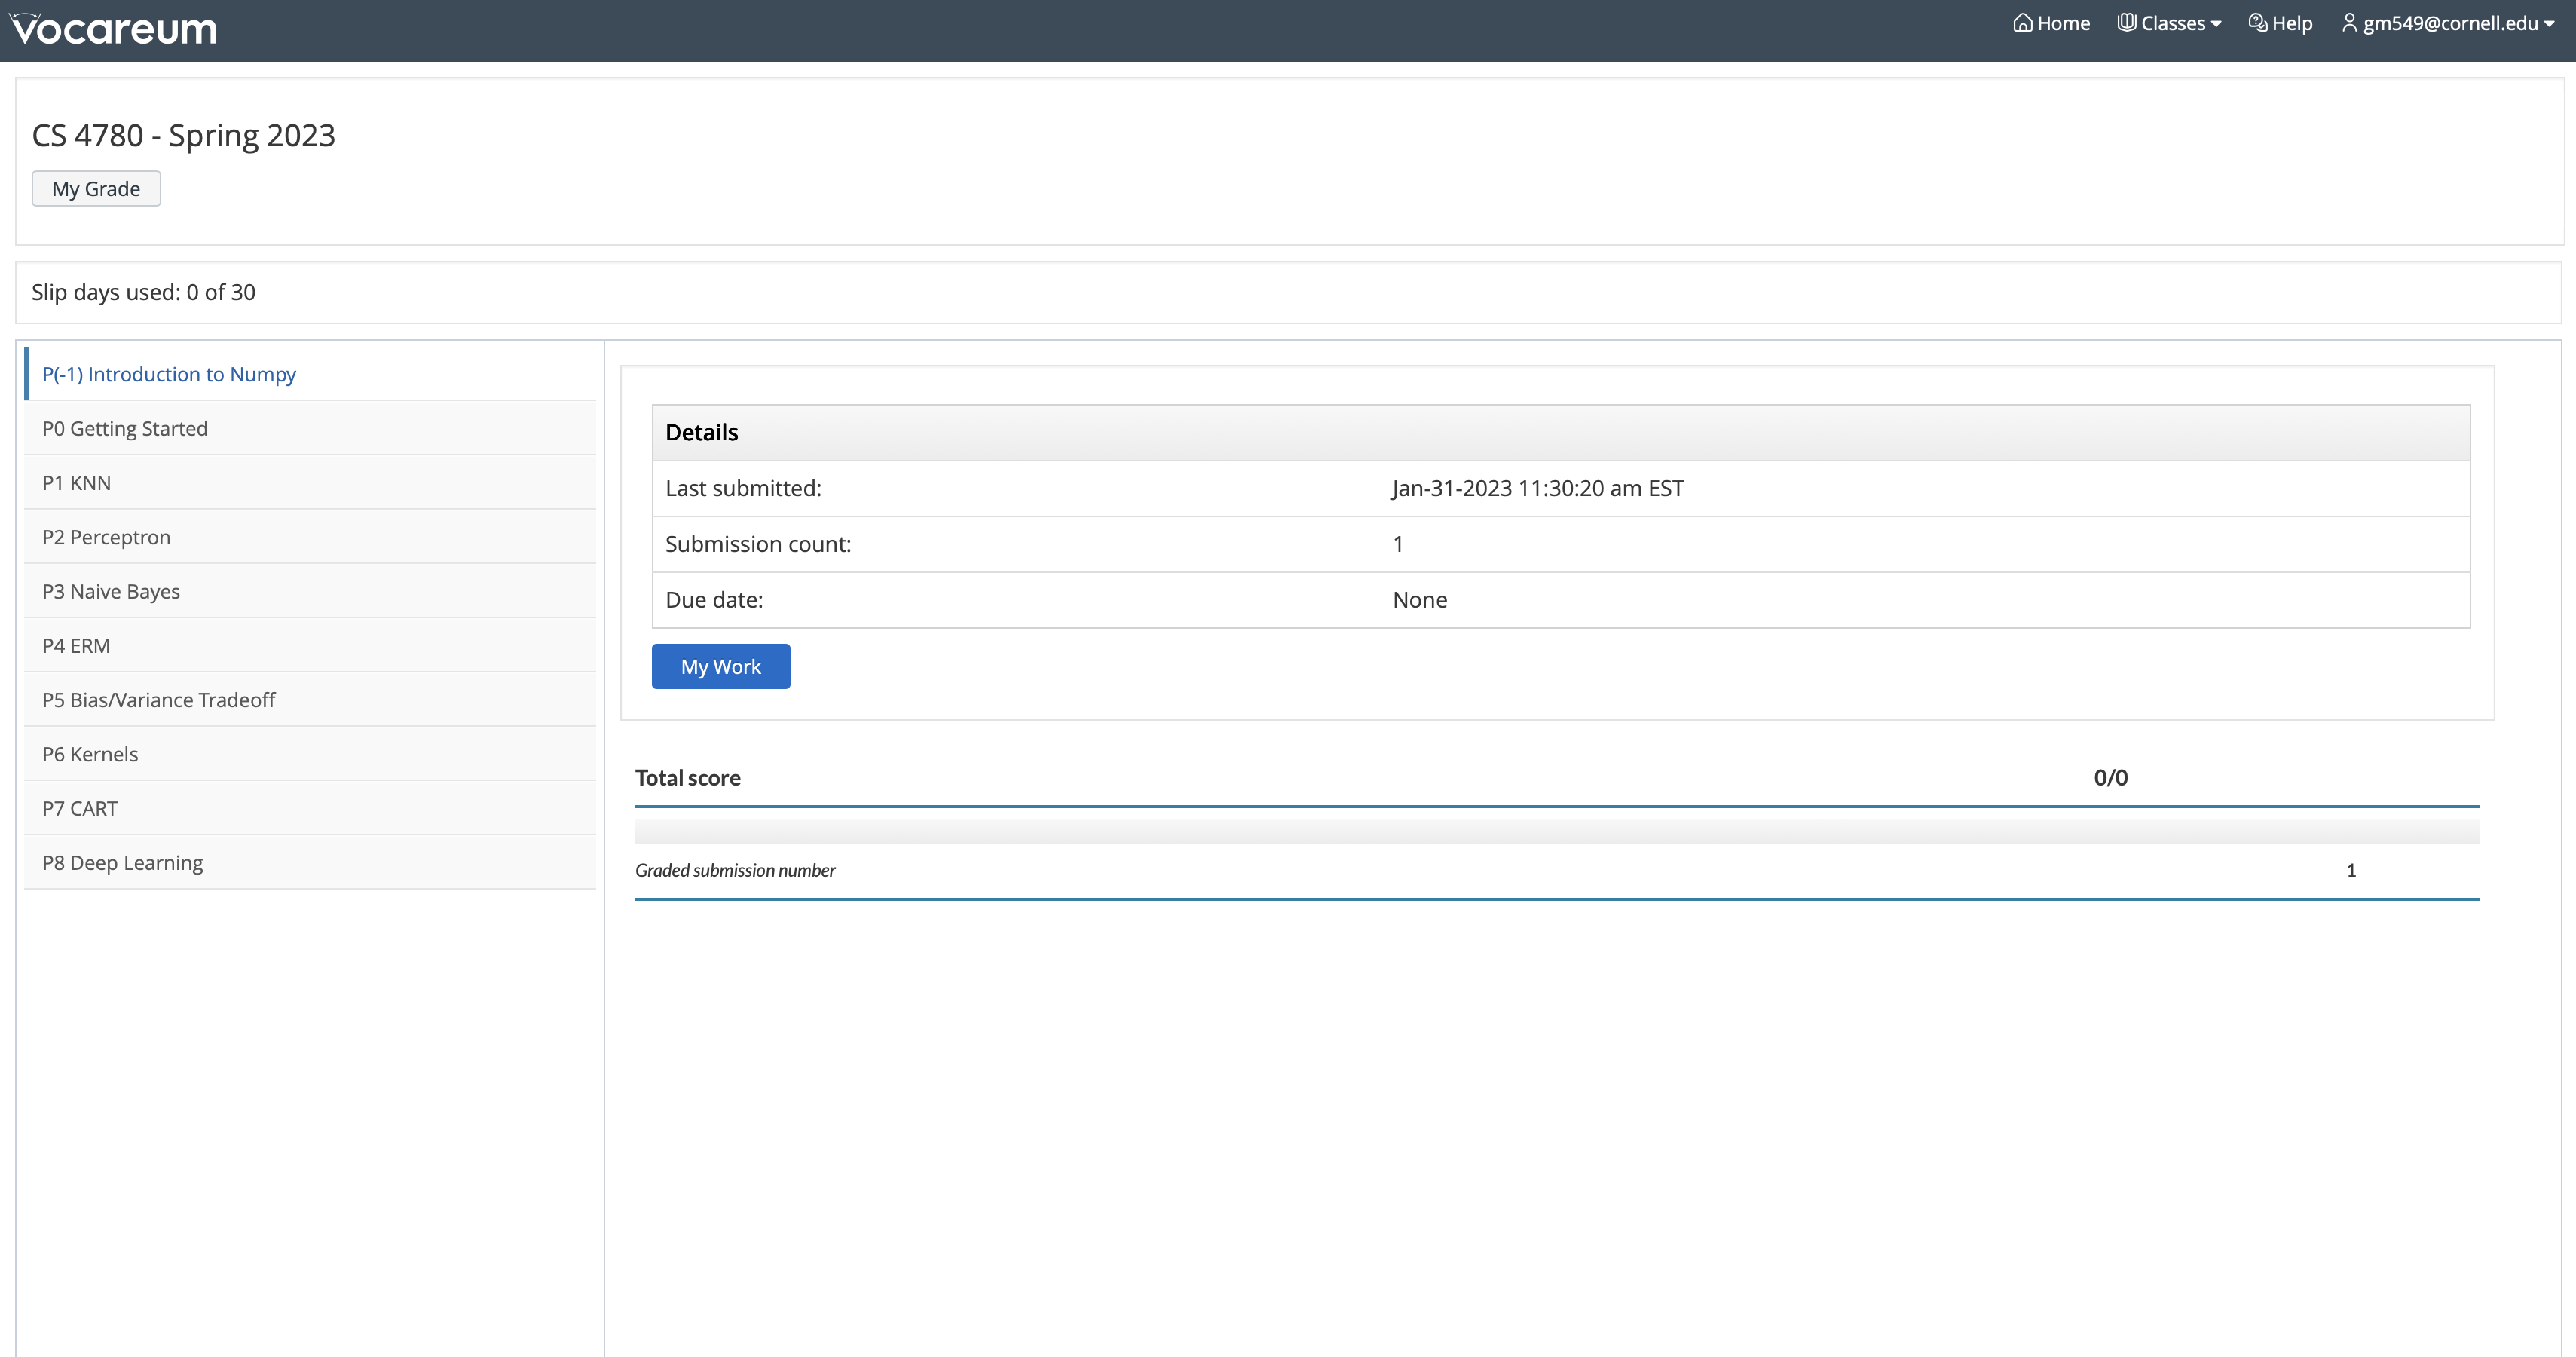 Vocareum
Home Classes Help gm549@cornell.edu
CS 4780 - Spring 2023
My Grade
Slip days used: 0 of 30
P(-1) Introduction to Numpy
P0 Getting Started
P1 KNN
P2 Perceptron
P3 Naive Bayes
P4 ERM
P5 Bias/Variance Tradeoff
P6 Kernels
P7 CART
P8 Deep Learning
Details
Last submitted: Jan-31-2023 11:30:20 am EST
Submission count: 1
Due date: None
My Work
Total score 0/0
Graded submission number 1